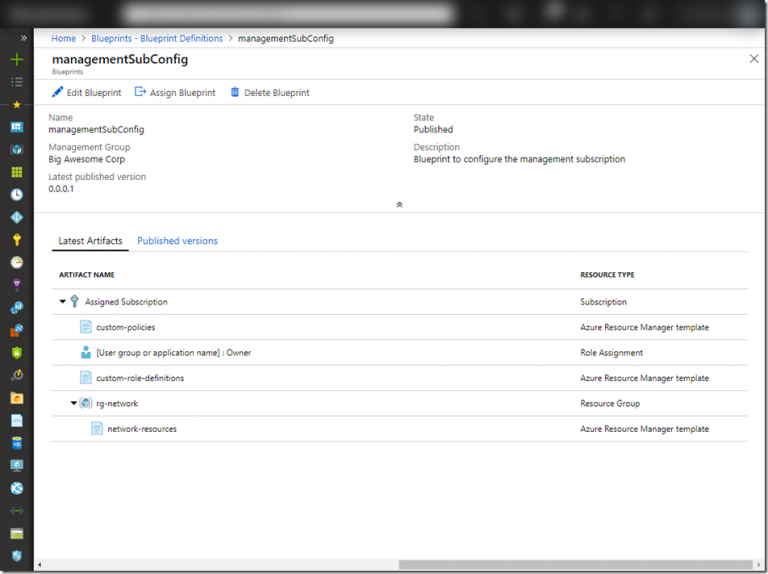 Home > Blueprints - Blueprint Definitions > managementSubConfig
managementSubConfig
Blueprints
Edit Blueprint Assign Blueprint Delete Blueprint
Name
managementSubConfig
State
Published
Management Group
Big Awesome Corp
Description
Blueprint to configure the management subscription
Latest published version
0.0.0.1
Latest Artifacts Published versions
ARTIFACT NAME RESOURCE TYPE
Assigned Subscription Subscription
custom-policies Azure Resource Manager template
[User group or application name] : Owner Role Assignment
custom-role-definitions Azure Resource Manager template
rg-network Resource Group
network-resources Azure Resource Manager template